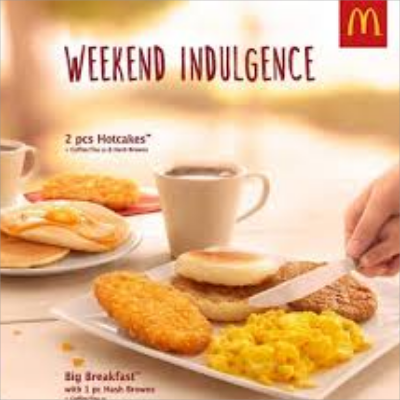 WEEKEND INDULGENCE
2 pcs Hotcakes™
Big Breakfast™
with 1 pc Hash Browns